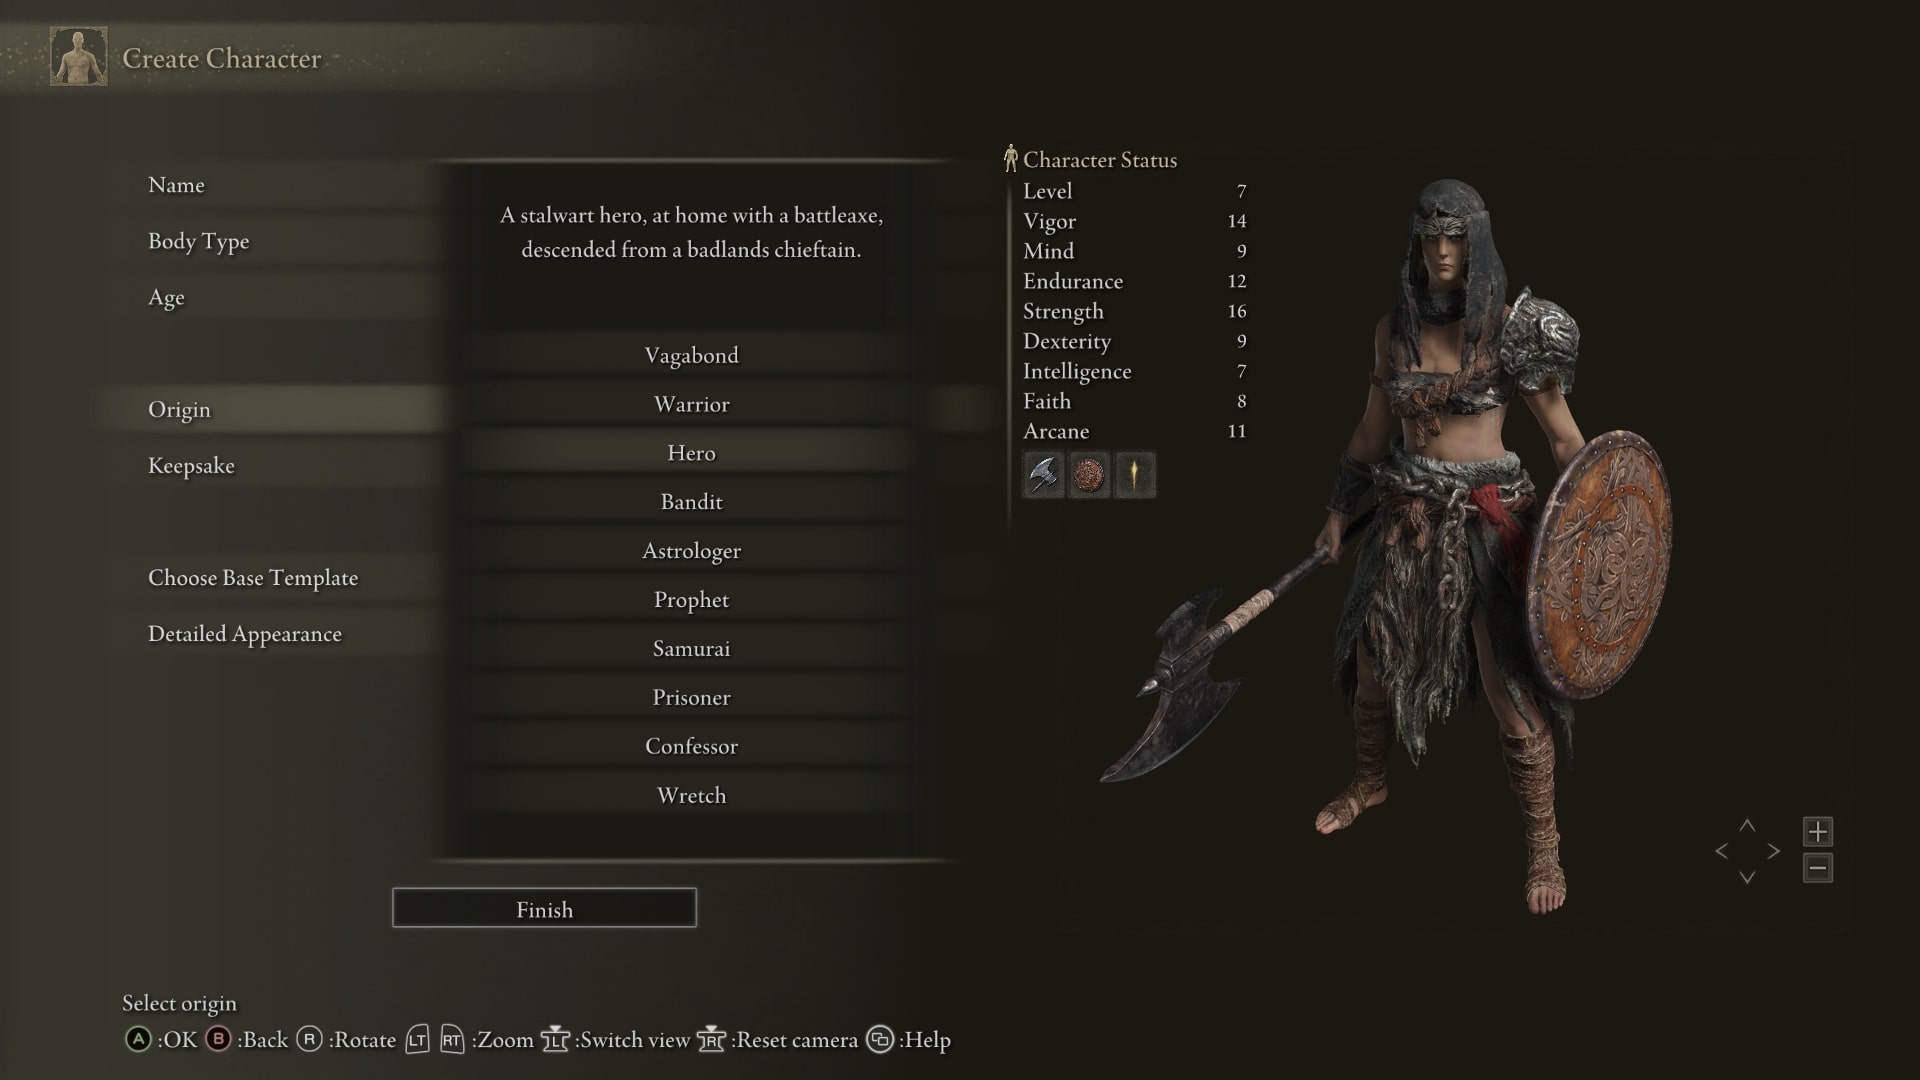 Create Character
Name
Body Type
Age
Origin
Keepsake
Choose Base Template
Detailed Appearance
A stalwart hero, at home with a battleaxe,
descended from a badlands chieftain.
Vagabond
Warrior
Hero
Bandit
Astrologer
Prophet
Samurai
Prisoner
Confessor
Wretch
Finish
Character Status
Level 7
Vigor 14
Mind 9
Endurance 12
Strength 16
Dexterity 9
Intelligence 7
Faith 8
Arcane 11
Select origin
A :OK B :Back R :Rotate LT RT :Zoom L :Switch view R :Reset camera :Help